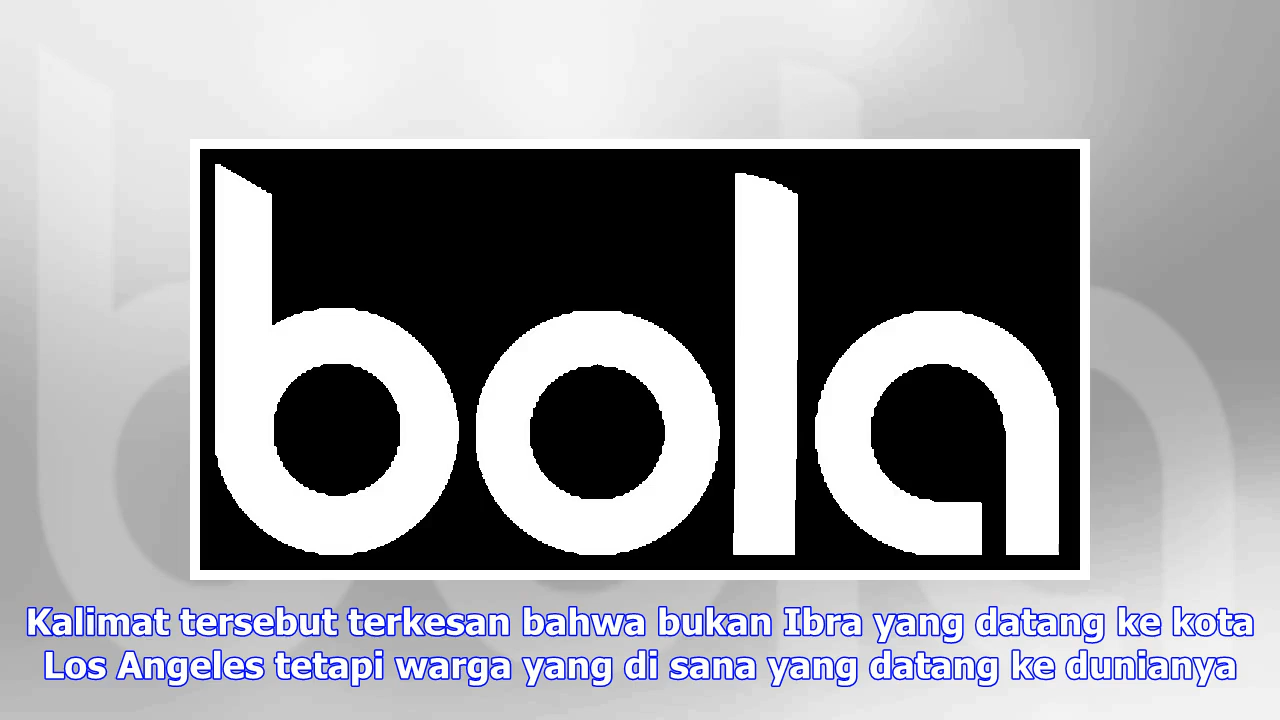 bola
Kalimat tersebut terkesan bahwa bukan Ibra yang datang ke kota
Los Angeles tetapi warga yang di sana yang datang ke dunianya